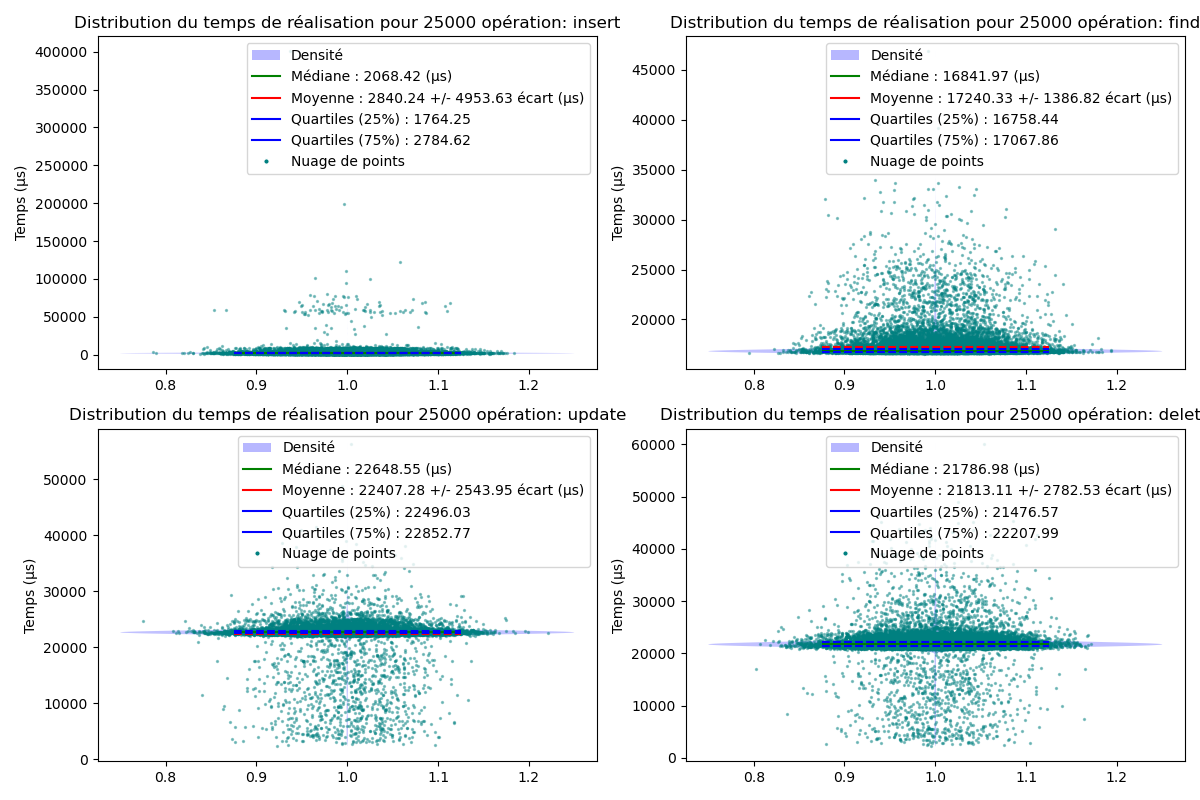 Distribution du temps de réalisation pour 25000 opération: insert
400000
350000
300000
250000
200000
150000
100000
50000
0
Temps (µs)
Densité
Médiane : 2068.42 (µs)
Moyenne : 2840.24 +/- 4953.63 écart (µs)
Quartiles (25%) : 1764.25
Quartiles (75%) : 2784.62
Nuage de points
0.8 0.9 1.0 1.1 1.2
Distribution du temps de réalisation pour 25000 opération: find
45000
40000
35000
30000
25000
20000
Temps (µs)
Densité
Médiane : 16841.97 (µs)
Moyenne : 17240.33 +/- 1386.82 écart (µs)
Quartiles (25%) : 16758.44
Quartiles (75%) : 17067.86
Nuage de points
0.8 0.9 1.0 1.1 1.2
Distribution du temps de réalisation pour 25000 opération: update
50000
40000
30000
20000
10000
0
Temps (µs)
Densité
Médiane : 22648.55 (µs)
Moyenne : 22407.28 +/- 2543.95 écart (µs)
Quartiles (25%) : 22496.03
Quartiles (75%) : 22852.77
Nuage de points
0.8 0.9 1.0 1.1 1.2
Distribution du temps de réalisation pour 25000 opération: delet
60000
50000
40000
30000
20000
10000
0
Temps (µs)
Densité
Médiane : 21786.98 (µs)
Moyenne : 21813.11 +/- 2782.53 écart (µs)
Quartiles (25%) : 21476.57
Quartiles (75%) : 22207.99
Nuage de points
0.8 0.9 1.0 1.1 1.2